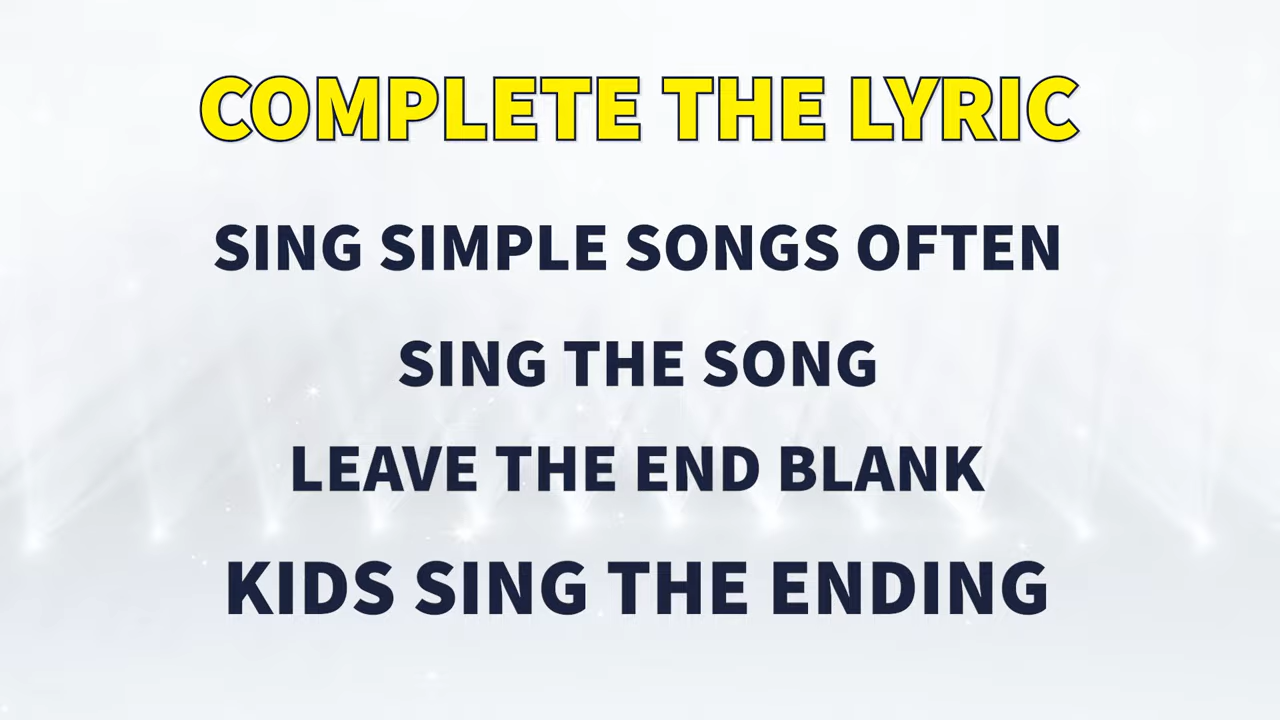 COMPLETE THE LYRIC
SING SIMPLE SONGS OFTEN
SING THE SONG
LEAVE THE END BLANK
KIDS SING THE ENDING